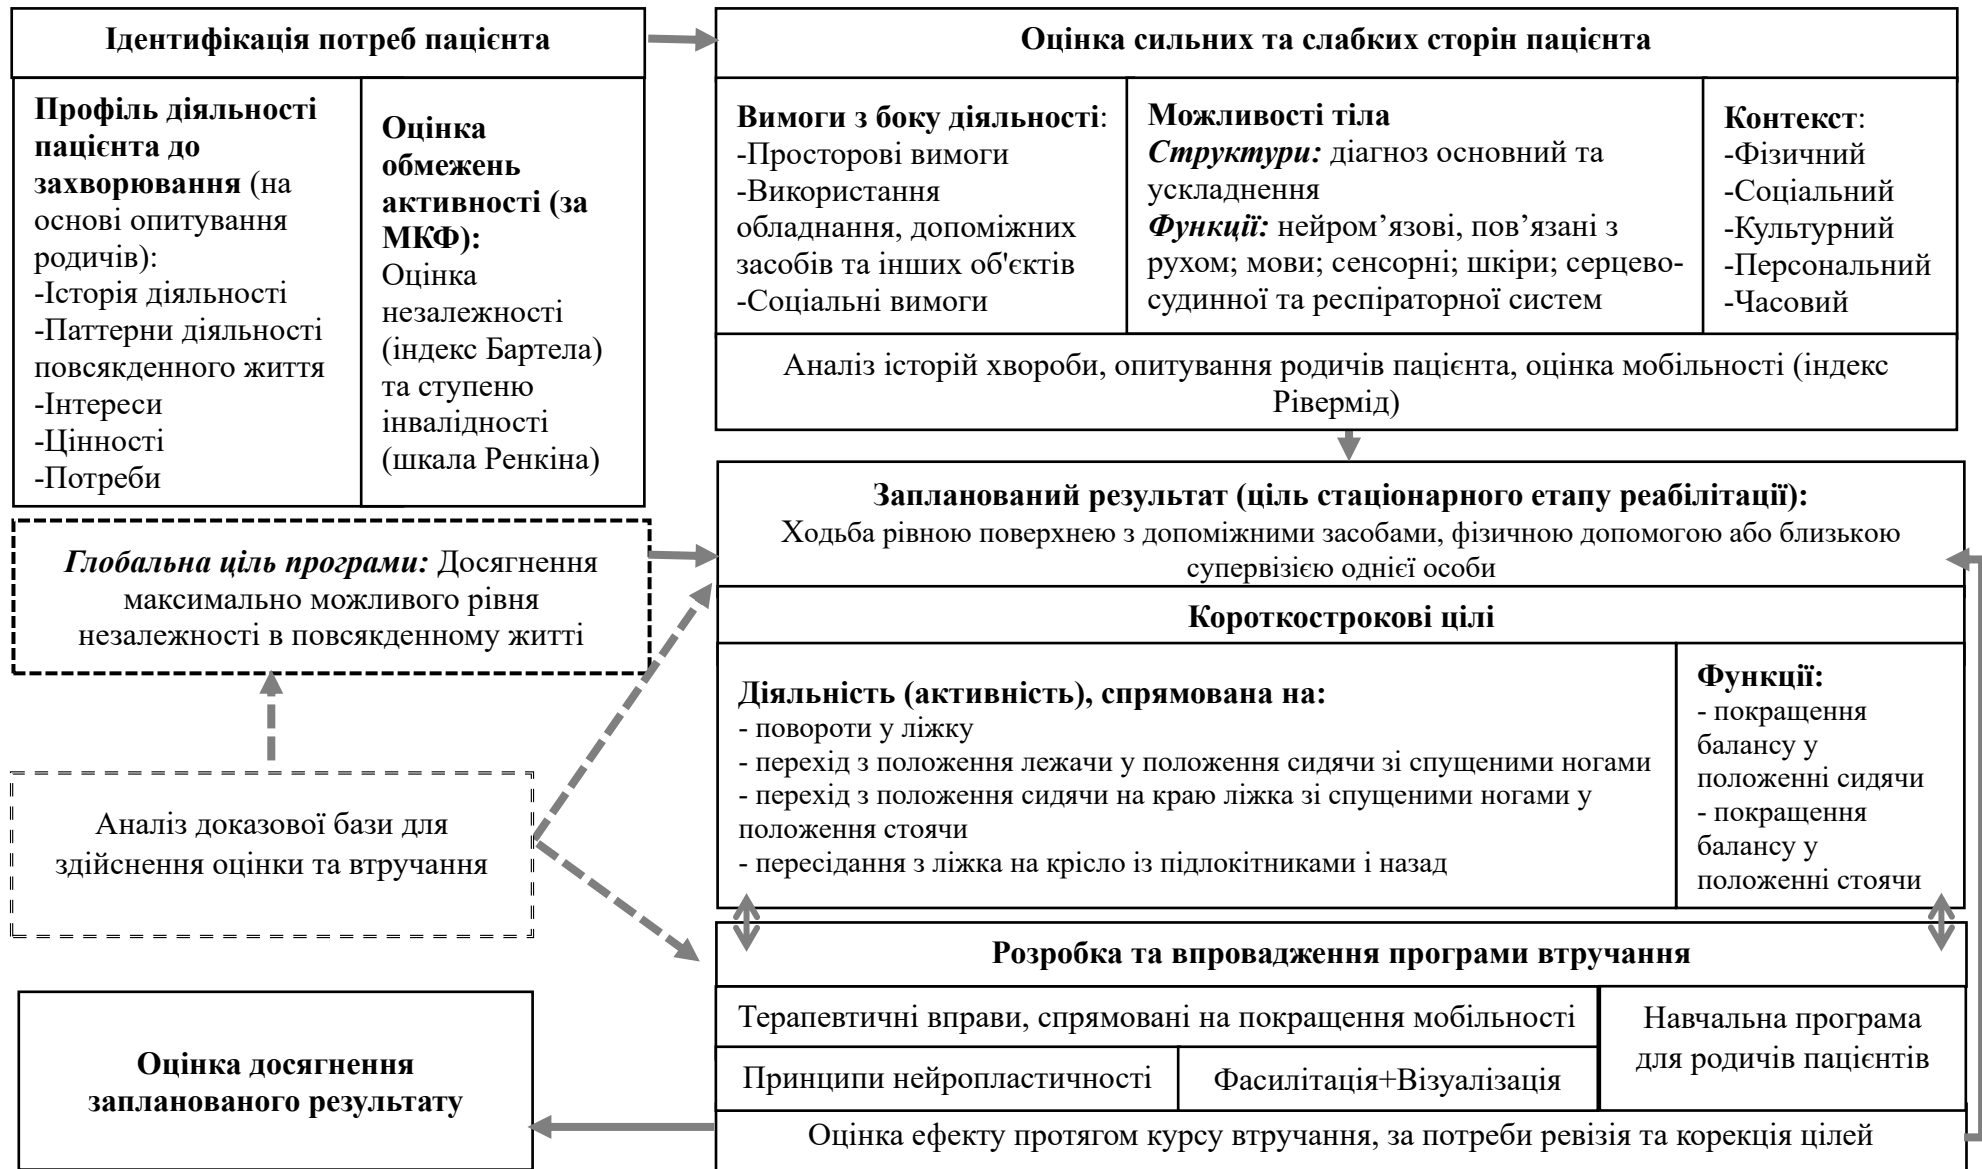 Ідентифікація потреб пацієнта
Профіль діяльності
пацієнта до
захворювання (на
основі опитування
родичів):
-Історія діяльності
-Паттерни діяльності
повсякденного життя
-Інтереси
-Цінності
-Потреби
Оцінка
обмежень
активності (за
МКФ):
Оцінка
незалежності
(індекс Бартела)
та ступеню
інвалідності
(шкала Ренкіна)
Оцінка сильних та слабких сторін пацієнта
Вимоги з боку діяльності:
-Просторові вимоги
-Використання
обладнання, допоміжних
засобів та інших об'єктів
-Соціальні вимоги
Можливості тіла
Структури: діагноз основний та
ускладнення
Функції: нейром’язові, пов’язані з
рухом; мови; сенсорні; шкіри; серцево-
судинної та респіраторної систем
Контекст:
-Фізичний
-Соціальний
-Культурний
-Персональний
-Часовий
Аналіз історій хвороби, опитування родичів пацієнта, оцінка мобільності (індекс
Рівермід)
Глобальна ціль програми: Досягнення
максимально можливого рівня
незалежності в повсякденному житті
Запланований результат (ціль стаціонарного етапу реабілітації):
Ходьба рівною поверхнею з допоміжними засобами, фізичною допомогою або близькою
супервізією однієї особи
Короткострокові цілі
Діяльність (активність), спрямована на:
- повороти у ліжку
- перехід з положення лежачи у положення сидячи зі спущеними ногами
- перехід з положення сидячи на краю ліжка зі спущеними ногами у
положення стоячи
- пересідання з ліжка на крісло із підлокітниками і назад
Функції:
- покращення
балансу у
положенні сидячи
- покращення
балансу у
положенні стоячи
Аналіз доказової бази для
здійснення оцінки та втручання
Розробка та впровадження програми втручання
Терапевтичні вправи, спрямовані на покращення мобільності
Принципи нейропластичності
Фасилітація+Візуалізація
Навчальна програма
для родичів пацієнтів
Оцінка ефекту протягом курсу втручання, за потреби ревізія та корекція цілей
Оцінка досягнення
запланованого результату